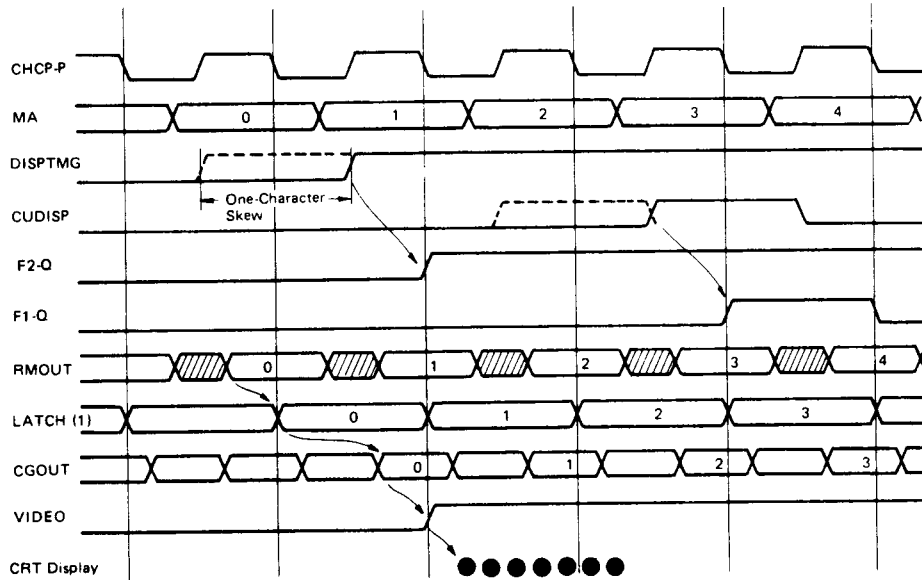 CHCP-P
MA 0 1 2 3 4
DISPTMG
One-Character
Skew
CUDISP
F2-Q
F1-Q
RMOUT 0 1 2 3 4
LATCH (1) 0 1 2 3
CGOUT 0 1 2 3
VIDEO
CRT Display